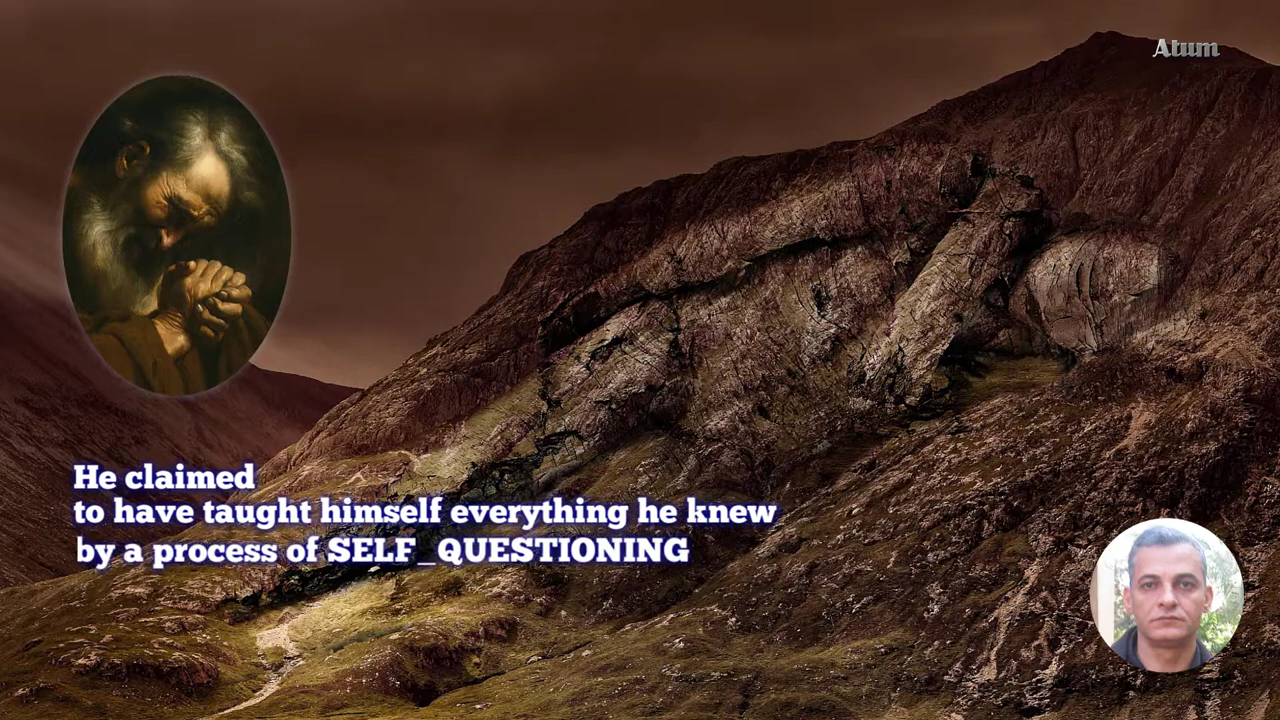 Atum
He claimed
to have taught himself everything he knew
by a process of SELF_QUESTIONING